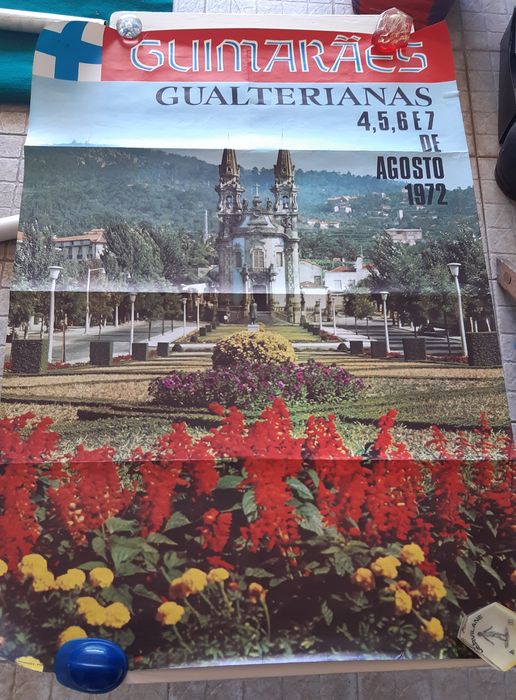 GUIMARÃES
GUALTERIANAS
4,5,6 E 7
DE
AGOSTO
1972